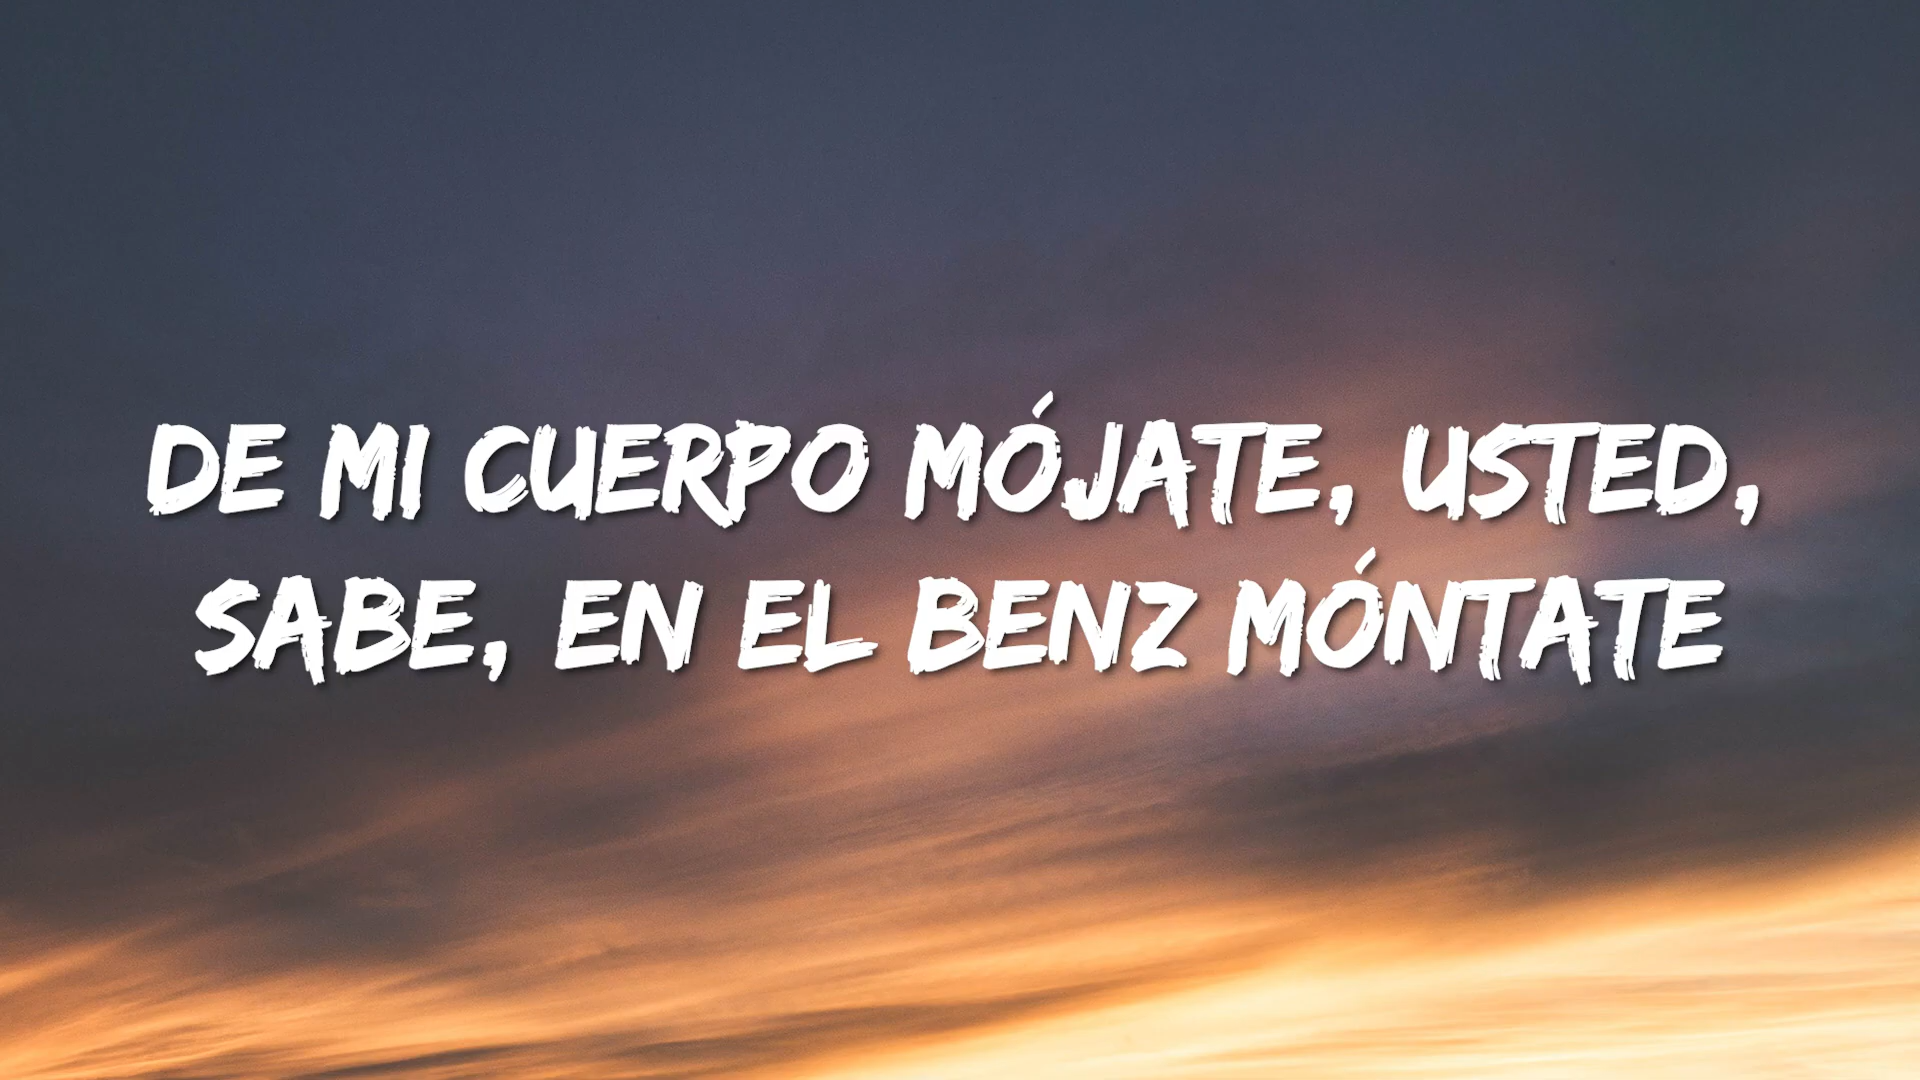 DE MI CUERPO MÓJATE, USTED,
SABE, EN EL BENZ MÓNTATE